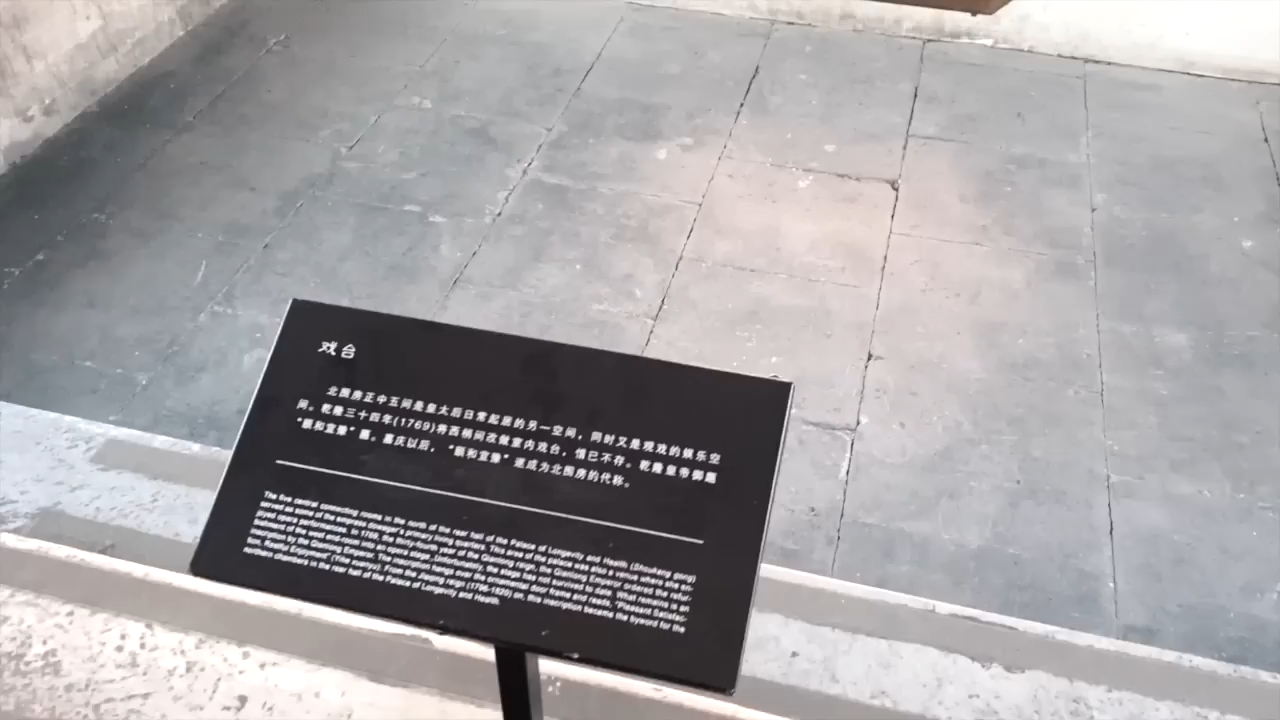 戏台
北围房正中五间是皇太后日常起居的另一空间，同时又是观戏的娱乐空
间。乾隆三十四年(1769)将西梢间改做室内戏台，惜已不存。乾隆皇帝御题
“颐和宜豫”匾。嘉庆以后，“颐和宜豫”遂成为北围房的代称。
The five central connecting rooms in the north of the rear hall of the Palace of Longevity and Health (Shoukang gong)
served as some of the empress dowager's primary living quarters. This area of the palace was also a venue where she en-
joyed opera performances. In 1769, the thirty-fourth year of the Qianlong reign, the Qianlong Emperor ordered the refur-
bishment of the west end-room into an opera stage. Unfortunately, the stage has not survived to date. What remains is an
inscription by the Qianlong Emperor. The inscription hangs over the ornamental door frame and reads, "Pleasant Satisfac-
tion, Restful Enjoyment" (Yihe xuanyu). From the Jiaqing reign (1796-1820) on, this inscription became the byword for the
northern chambers in the rear hall of the Palace of Longevity and Health.